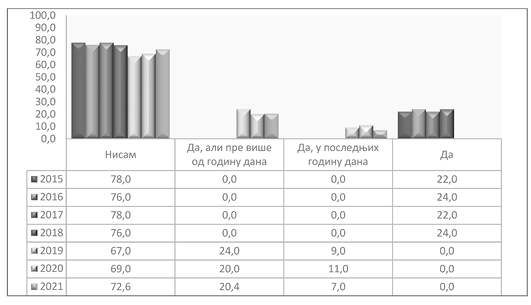 100,0
90,0
80,0
70,0
60,0
50,0
40,0
30,0
20,0
10,0
0,0
Нисам
Да, али пре више
од годину дана
Да, у последњих
годину дана
Да
2015 78,0 0,0 0,0 22,0
2016 76,0 0,0 0,0 24,0
2017 78,0 0,0 0,0 22,0
2018 76,0 0,0 0,0 24,0
2019 67,0 24,0 9,0 0,0
2020 69,0 20,0 11,0 0,0
2021 72,6 20,4 7,0 0,0